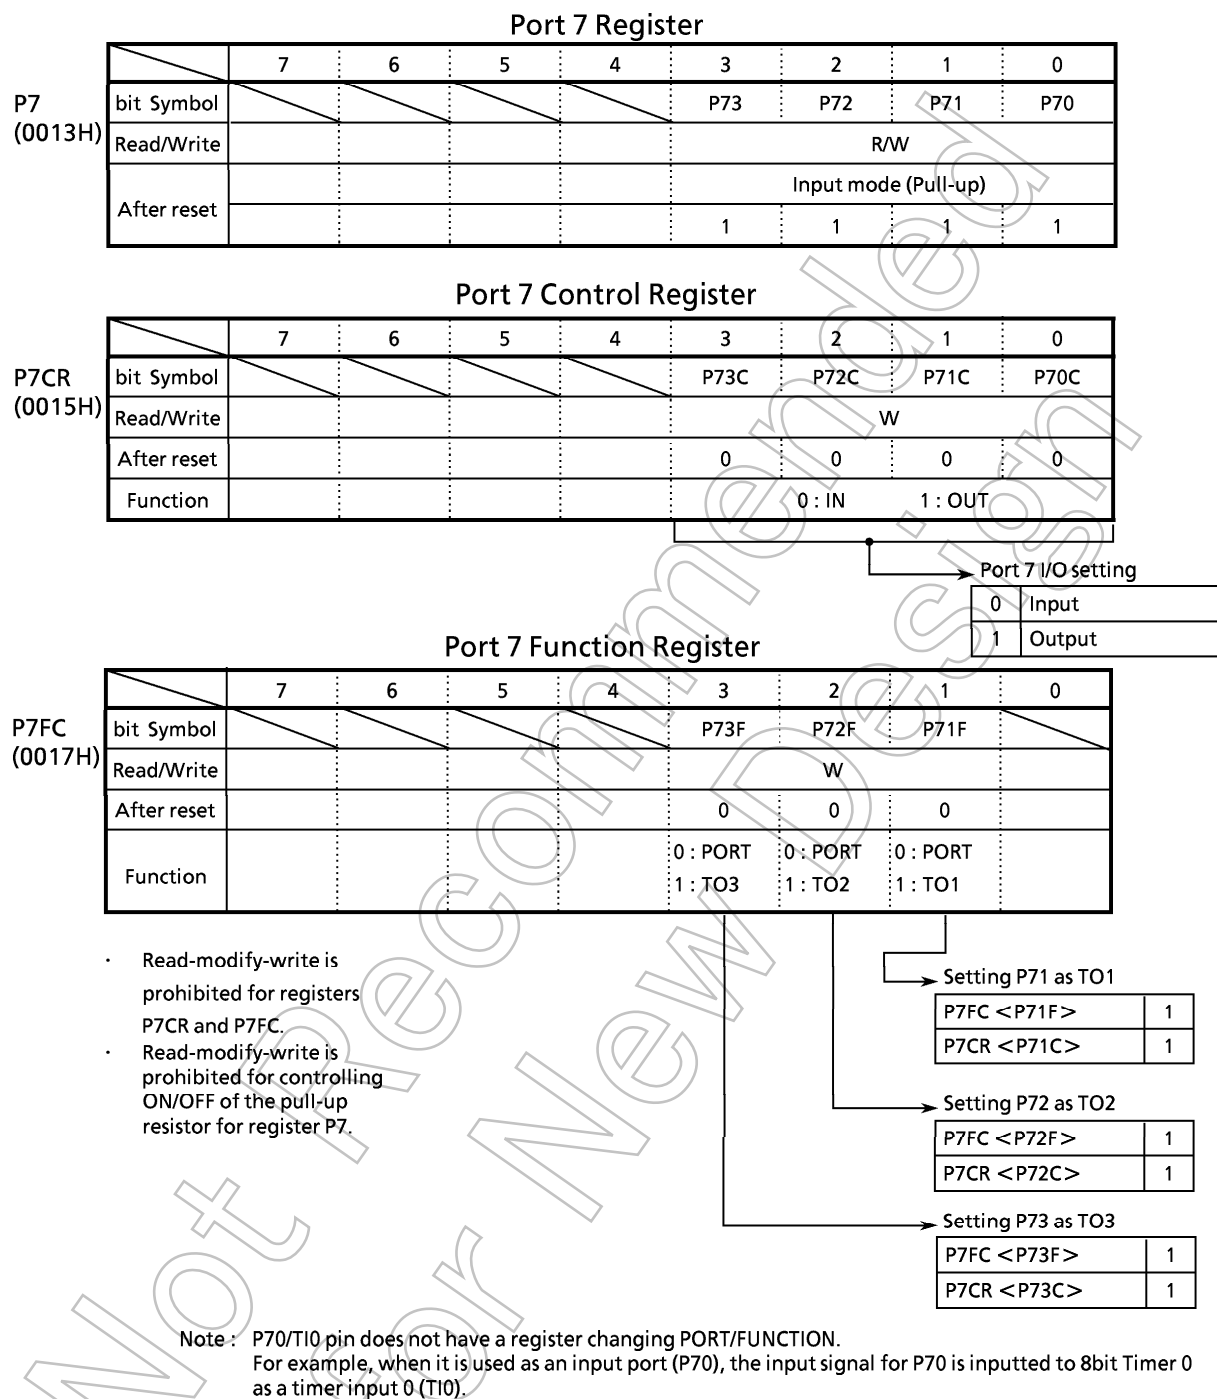 Port 7 Register
7 6 5 4 3 2 1 0
P7
(0013H)
bit Symbol P73 P72 P71 P70
Read/Write R/W
After reset Input mode (Pull-up)
1 1 1 1
Port 7 Control Register
7 6 5 4 3 2 1 0
P7CR
(0015H)
bit Symbol P73C P72C P71C P70C
Read/Write W
After reset 0 0 0 0
Function 0 : IN 1 : OUT
Port 7 I/O setting
0 Input
1 Output
Port 7 Function Register
7 6 5 4 3 2 1 0
P7FC
(0017H)
bit Symbol P73F P72F P71F
Read/Write W
After reset 0 0 0
Function 0 : PORT 0 : PORT 0 : PORT
1 : TO3 1 : TO2 1 : TO1
· Read-modify-write is
prohibited for registers
P7CR and P7FC.
· Read-modify-write is
prohibited for controlling
ON/OFF of the pull-up
resistor for register P7.
Setting P71 as TO1
P7FC <P71F> 1
P7CR <P71C> 1
Setting P72 as TO2
P7FC <P72F> 1
P7CR <P72C> 1
Setting P73 as TO3
P7FC <P73F> 1
P7CR <P73C> 1
Note : P70/TI0 pin does not have a register changing PORT/FUNCTION.
For example, when it is used as an input port (P70), the input signal for P70 is inputted to 8bit Timer 0
as a timer input 0 (TI0).
Not Recommended
for New Design